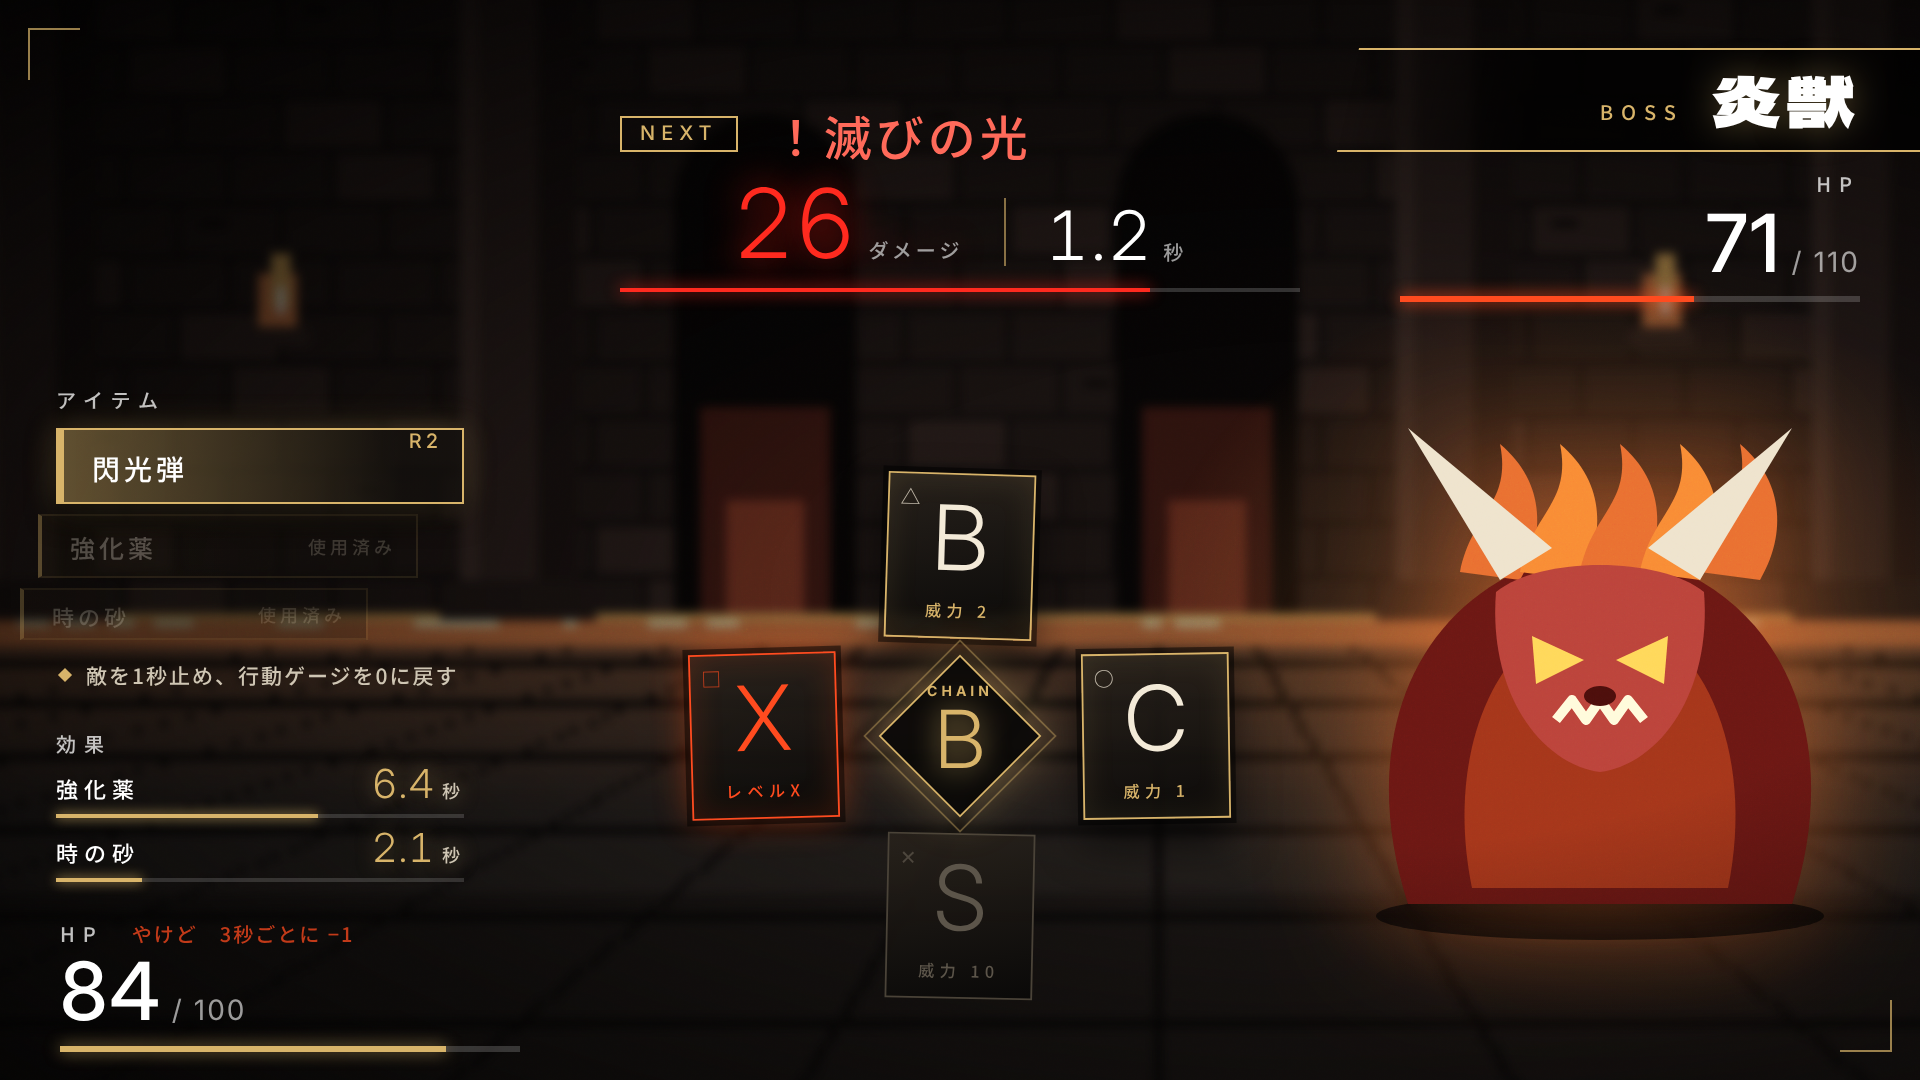 NEXT ！滅びの光
26 ダメージ 1.2 秒
BOSS 炎獣
HP
71 / 110
アイテム
R2
閃光弾
強化薬 使用済み
時の砂 使用済み
◆ 敵を1秒止め、行動ゲージを0に戻す
効果
強化薬 6.4 秒
時の砂 2.1 秒
HP やけど 3秒ごとに −1
84 / 100
△
B
威力 2
□
X
レベルX
CHAIN
B
○
C
威力 1
×
S
威力 10